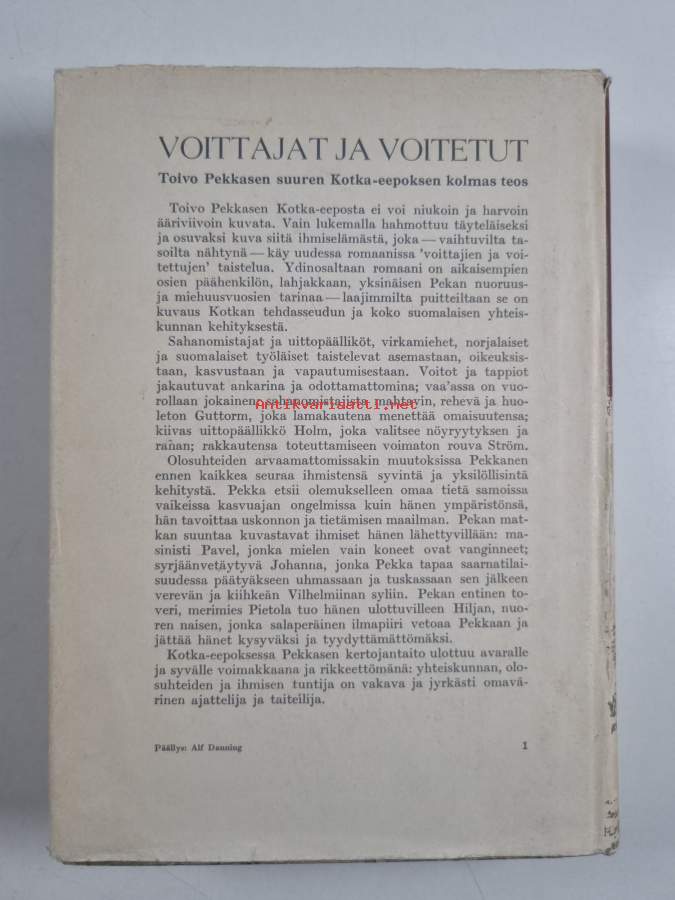 VOITTAJAT JA VOITETUT
Toivo Pekkasen suuren Kotka-eepoksen kolmas teos
Toivo Pekkasen Kotka-eeposta ei voi niukoin ja harvoin
ääriviivoin kuvata. Vain lukemalla hahmottuu täyteläiseksi
ja osuvaksi kuva siitä ihmiselämästä, joka — vaihtuvilta ta-
soilta nähtynä — käy uudessa romaanissa 'voittajien ja voi-
tettujen' taistelua. Ydinosaltaan romaani on aikaisempien
osien päähenkilön, lahjakkaan, yksinäisen Pekan nuoruus-
ja miehuusvuosien tarinaa — laajimmilta puitteiltaan se on
kuvaus Kotkan tehdasseudun ja koko suomalaisen yhteis-
kunnan kehityksestä.
Sahanomistajat ja uittopäälliköt, virkamiehet, norjalaiset
ja suomalaiset työläiset taistelevat asemastaan, oikeuksis-
taan, kasvustaan ja vapautumisestaan. Voitot ja tappiot
jakautuvat ankarina ja odottamattomina; vaa'assa on vuo-
rollaan jokainen: sahanomistajista mahtavin, rehevä ja huo-
Antikvariaatti.net
leton Guttorm, joka lamakautena menettää omaisuutensa;
kiivas uittopäällikkö Holm, joka valitsee nöyryytyksen ja
rahan; rakkautensa toteuttamiseen voimaton rouva Ström.
Olosuhteiden arvaamattomissakin muutoksissa Pekkanen
ennen kaikkea seuraa ihmistensä syvintä ja yksilöllisintä
kehitystä. Pekka etsii olemukselleen omaa tietä samoissa
vaikeissa kasvuajan ongelmissa kuin hänen ympäristönsä,
hän tavoittaa uskonnon ja tietämisen maailman. Pekan mat-
kan suuntaa kuvastavat ihmiset hänen lähettyvillään: ma-
sinisti Pavel, jonka mielen vain koneet ovat vanginneet;
syrjäänvetäytyvä Johanna, jonka Pekka tapaa saarnatilai-
suudessa päätyäkseen uhmassaan ja tuskassaan sen jälkeen
verevän ja kiihkeän Vilhelmiinan syliin. Pekan entinen to-
veri, merimies Pietola tuo hänen ulottuvilleen Hiljan, nuo-
ren naisen, jonka salaperäinen ilmapiiri vetoaa Pekkaan ja
jättää hänet kysyväksi ja tyydyttämättömäksi.
Kotka-eepoksessa Pekkasen kertojantaito ulottuu avaralle
ja syvälle voimakkaana ja rikkeettömänä: yhteiskunnan, olo-
suhteiden ja ihmisen tuntija on vakava ja jyrkästi omavä-
rinen ajattelija ja taiteilija.
Päällys: Alf Danning
1